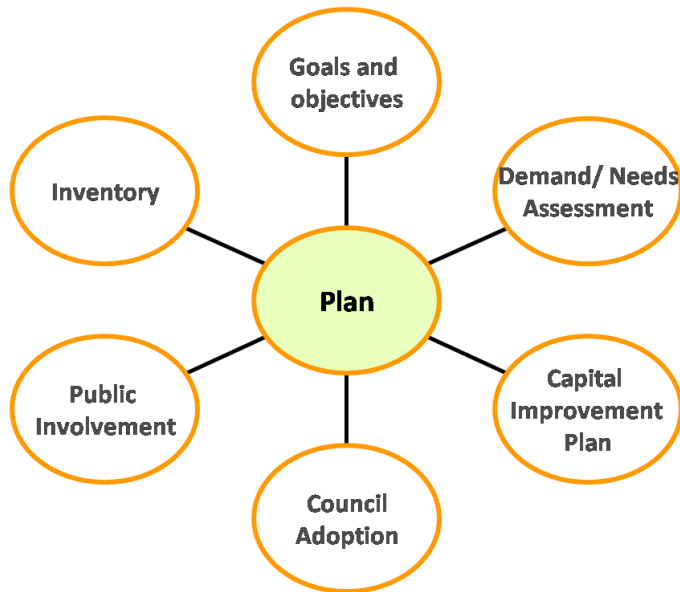 Goals and
objectives
Inventory
Demand/ Needs
Assessment
Plan
Public
Involvement
Capital
Improvement
Plan
Council
Adoption